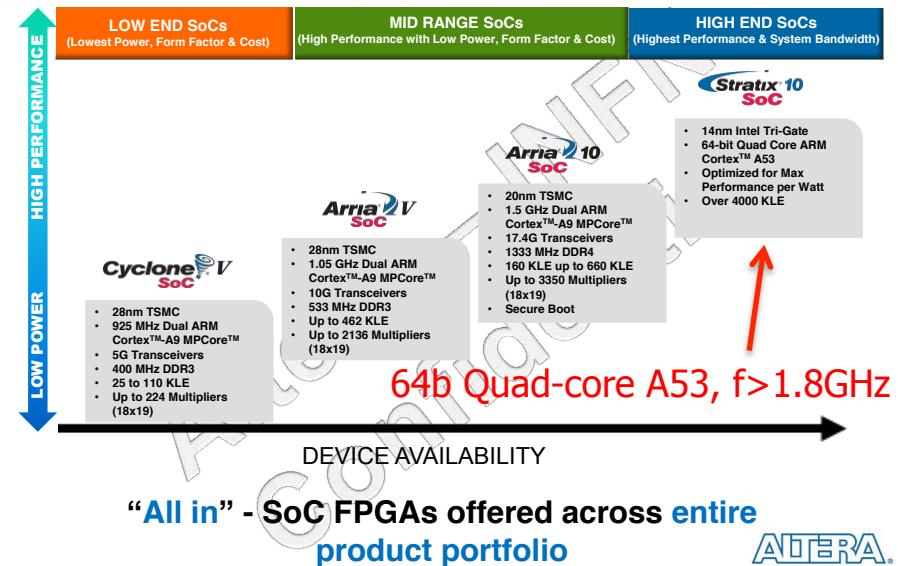 LOW END SoCs
(Lowest Power, Form Factor & Cost)
MID RANGE SoCs
(High Performance with Low Power, Form Factor & Cost)
HIGH END SoCs
(Highest Performance & System Bandwidth)
HIGH PERFORMANCE
LOW POWER
Stratix 10
SoC
• 14nm Intel Tri-Gate
• 64-bit Quad Core ARM
Cortex™ A53
• Optimized for Max
Performance per Watt
• Over 4000 KLE
Arria 10
SoC
• 20nm TSMC
• 1.5 GHz Dual ARM
Cortex™-A9 MPCore™
• 17.4G Transceivers
• 1333 MHz DDR4
• 160 KLE up to 660 KLE
• Up to 3350 Multipliers
(18x19)
• Secure Boot
Arria V
SoC
• 28nm TSMC
• 1.05 GHz Dual ARM
Cortex™-A9 MPCore™
• 10G Transceivers
• 533 MHz DDR3
• Up to 462 KLE
• Up to 2136 Multipliers
(18x19)
Cyclone V
SoC
• 28nm TSMC
• 925 MHz Dual ARM
Cortex™-A9 MPCore™
• 5G Transceivers
• 400 MHz DDR3
• 25 to 110 KLE
• Up to 224 Multipliers
(18x19)
64b Quad-core A53, f>1.8GHz
DEVICE AVAILABILITY
“All in” - SoC FPGAs offered across entire
product portfolio
ALTERA®